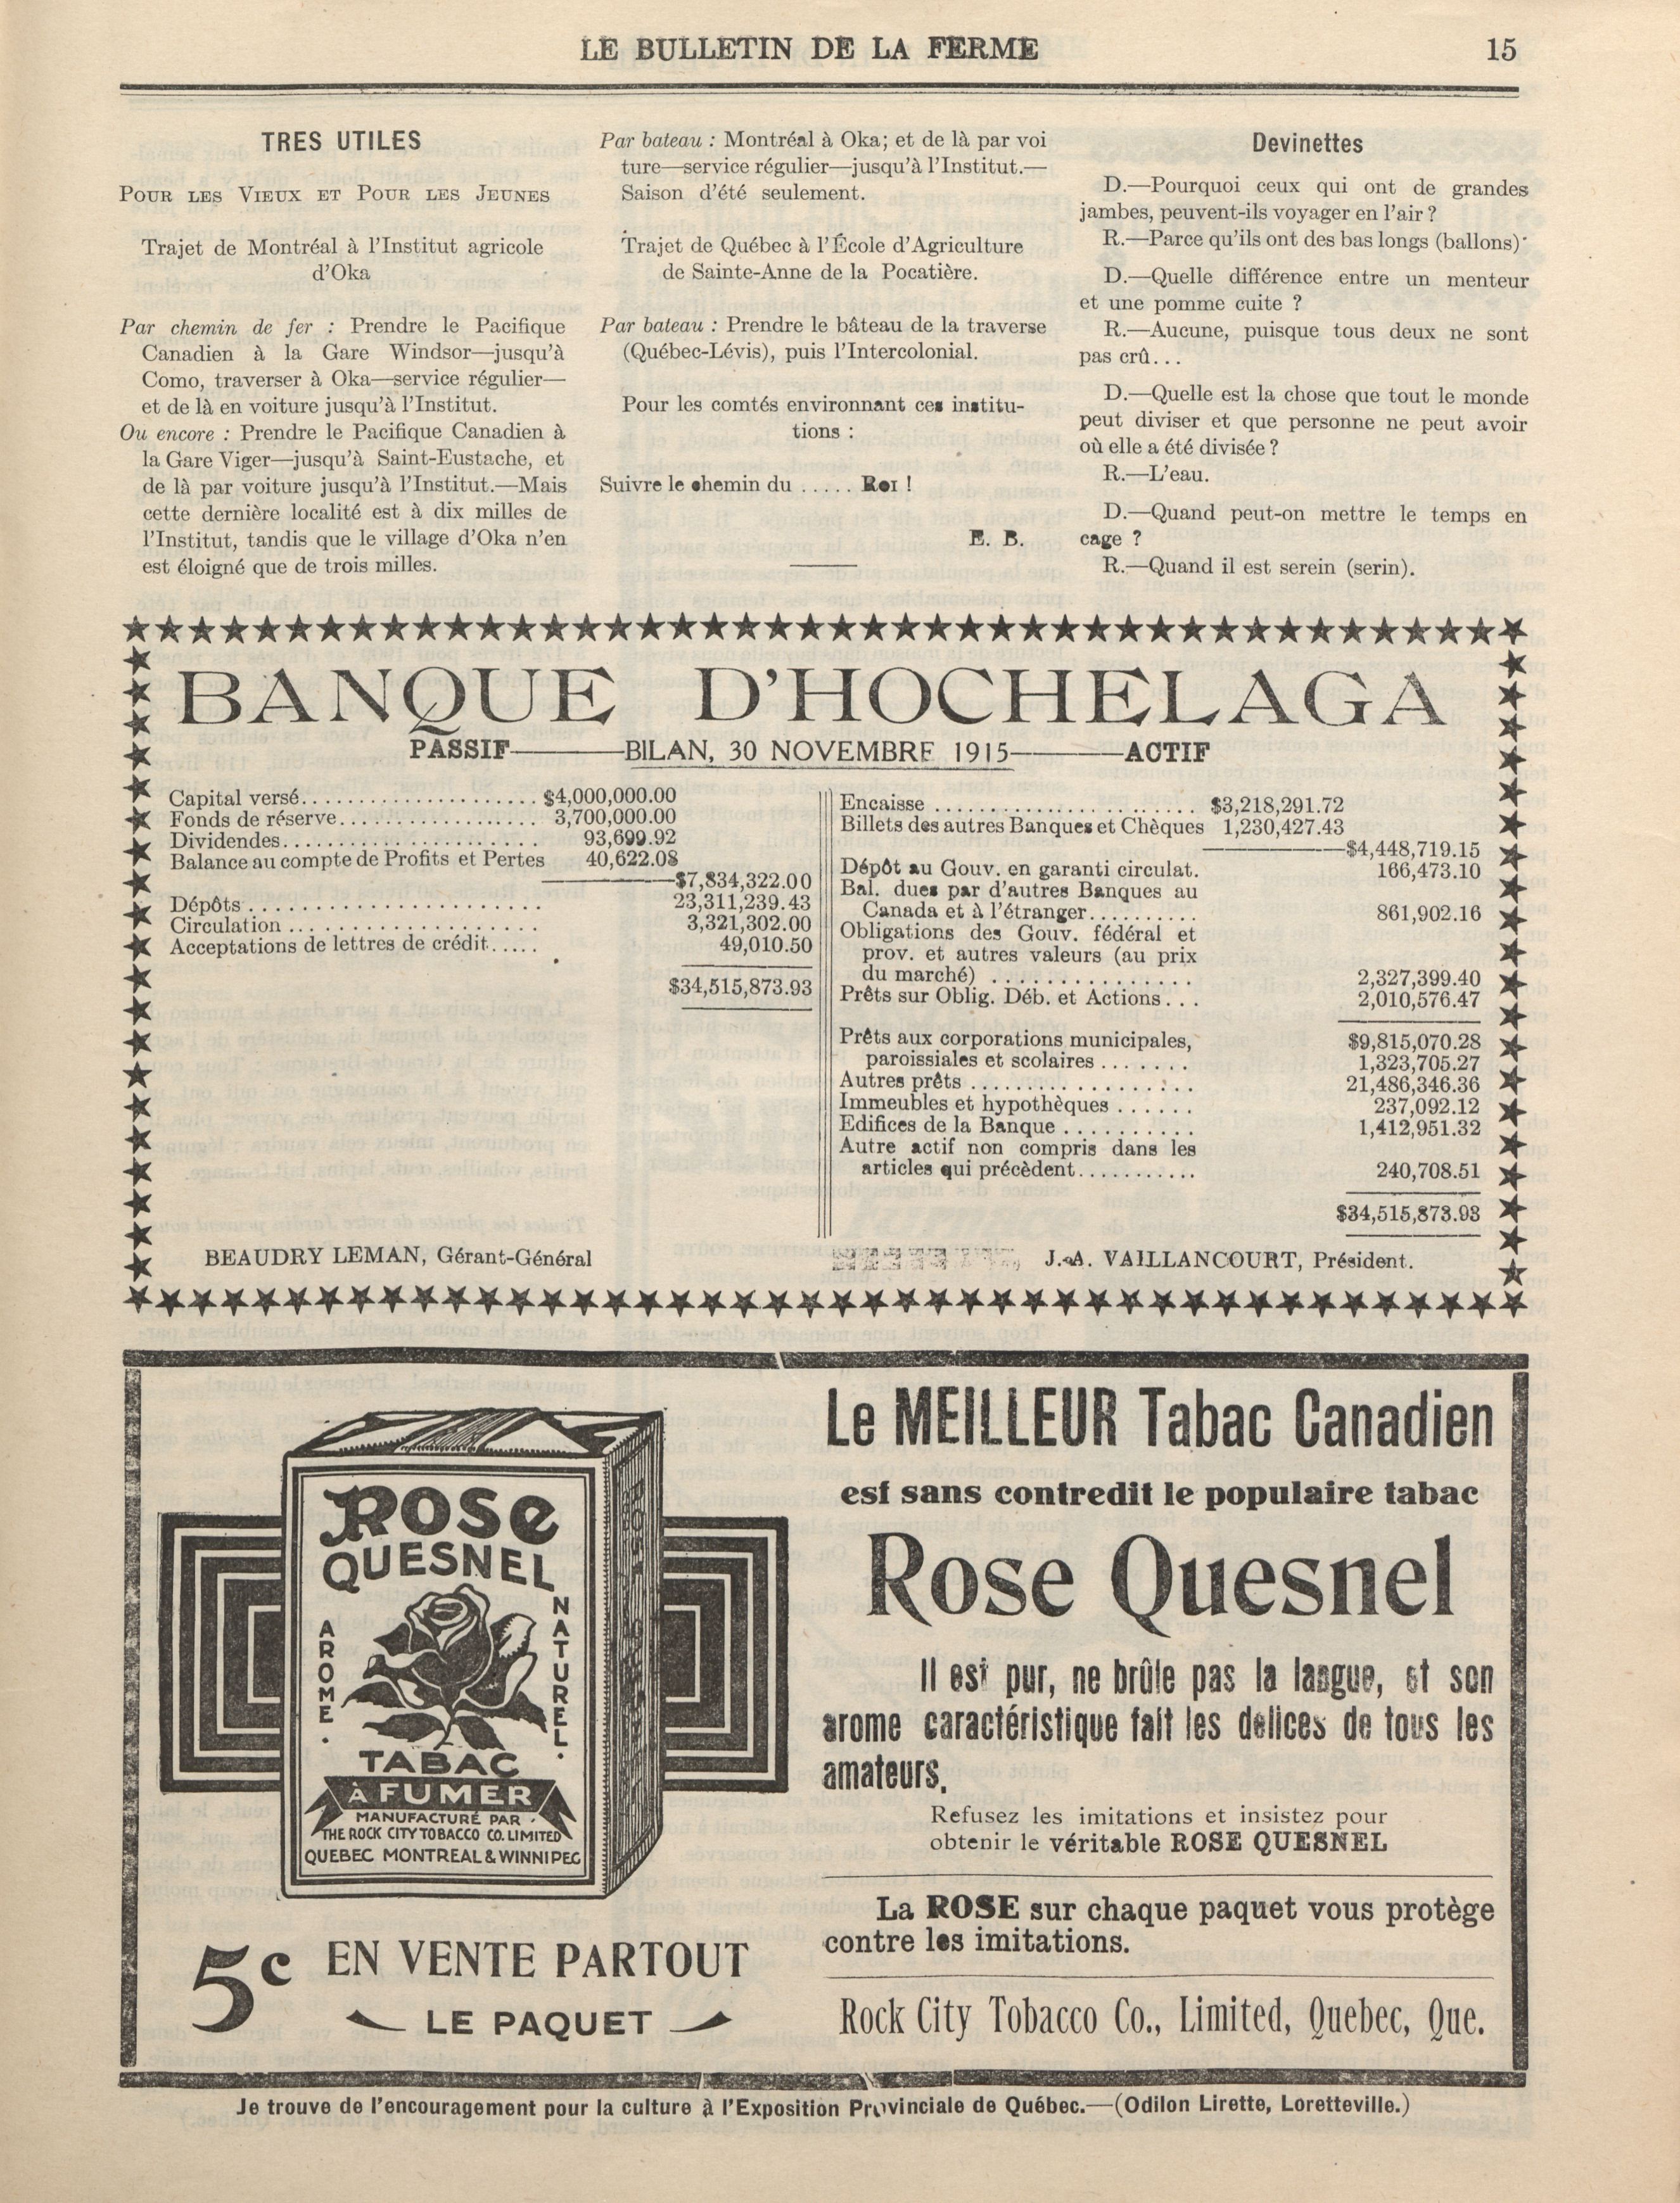 LE BULLETIN DE LA FERME
15
TRES UTILES
POUR LES VIEUX ET POUR LES JEUNES
Trajet de Montréal à l'Institut agricole
d'Oka
Par chemin de fer : Prendre le Pacifique
Canadien à la Gare Windsor—jusqu'à
Como, traverser à Oka—service régulier—
et de là en voiture jusqu'à l'Institut.
Ou encore : Prendre le Pacifique Canadien à
la Gare Viger—jusqu'à Saint-Eustache, et
de là par voiture jusqu'à l'Institut.—Mais
cette dernière localité est à dix milles de
l'Institut, tandis que le village d'Oka n'en
est éloigné que de trois milles.
Par bateau : Montréal à Oka; et de là par voi
ture—service régulier—jusqu'à l'Institut.—
Saison d'été seulement.
Trajet de Québec à l'École d'Agriculture
de Sainte-Anne de la Pocatière.
Par bateau : Prendre le bâteau de la traverse
(Québec-Lévis), puis l'Intercolonial.
Pour les comtés environnant ces institu-
tions :
Suivre le chemin du ..... ROI !
E. B.
Devinettes
D.—Pourquoi ceux qui ont de grandes
jambes, peuvent-ils voyager en l'air ?
R.—Parce qu'ils ont des bas longs (ballons)·
D.—Quelle différence entre un menteur
et une pomme cuite ?
R.—Aucune, puisque tous deux ne sont
pas crû...
D.—Quelle est la chose que tout le monde
peut diviser et que personne ne peut avoir
où elle a été divisée ?
R.—L'eau.
D.—Quand peut-on mettre le temps en
cage ?
R.—Quand il est serein (serin).
BANQUE D'HOCHELAGA
PASSIF———BILAN, 30 NOVEMBRE 1915———ACTIF
Capital versé...................... $4,000,000.00
Fonds de réserve.................. 3,700,000.00
Dividendes........................ 93,699.92
Balance au compte de Profits et Pertes 40,622.08
———$7,834,322.00
Dépôts ........................ 23,311,239.43
Circulation .................... 3,321,302.00
Acceptations de lettres de crédit..... 49,010.50
$34,515,873.93
Encaisse ........................ $3,218,291.72
Billets des autres Banques et Chèques 1,230,427.43
———$4,448,719.15
Dépôt au Gouv. en garanti circulat. 166,473.10
Bal. dues par d'autres Banques au
Canada et à l'étranger.......... 861,902.16
Obligations des Gouv. fédéral et
prov. et autres valeurs (au prix
du marché) ................ 2,327,399.40
Prêts sur Oblig. Déb. et Actions... 2,010,576.47
$9,815,070.28
Prêts aux corporations municipales,
paroissiales et scolaires ....... 1,323,705.27
Autres prêts .................. 21,486,346.36
Immeubles et hypothèques ...... 237,092.12
Edifices de la Banque .......... 1,412,951.32
Autre actif non compris dans les
articles qui précèdent........... 240,708.51
$34,515,873.93
BEAUDRY LEMAN, Gérant-Général
J.-A. VAILLANCOURT, Président.
ROSE
QUESNEL
AROME
NATUREL.
TABAC
À FUMER
MANUFACTURÉ PAR
THE ROCK CITY TOBACCO CO. LIMITED
QUEBEC MONTREAL & WINNIPEG
5c EN VENTE PARTOUT
LE PAQUET
Le MEILLEUR Tabac Canadien
est sans contredit le populaire tabac
Rose Quesnel
Il est pur, ne brûle pas la langue, et son
arome caractéristique fait les délices de tous les
amateurs.
Refusez les imitations et insistez pour
obtenir le véritable ROSE QUESNEL
La ROSE sur chaque paquet vous protège
contre les imitations.
Rock City Tobacco Co., Limited, Quebec, Que.
Je trouve de l'encouragement pour la culture à l'Exposition Provinciale de Québec.—(Odilon Lirette, Loretteville.)